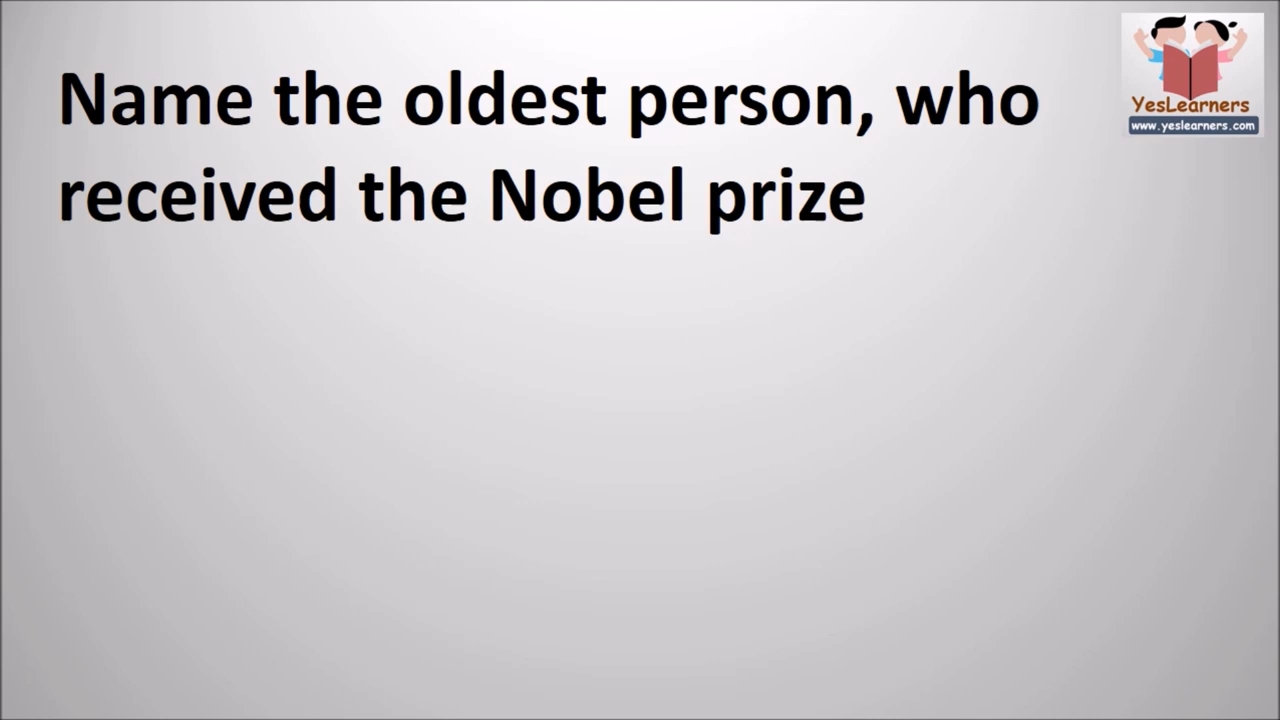 Name the oldest person, who
received the Nobel prize
YesLearners
www.yeslearners.com